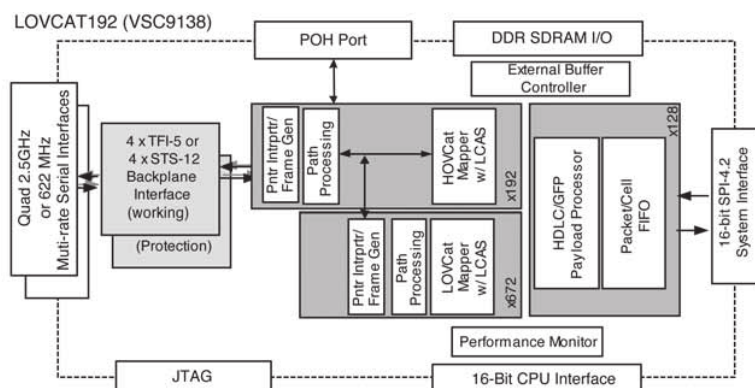 LOVCAT192 (VSC9138)
POH Port
DDR SDRAM I/O
External Buffer
Controller
Quad 2.5GHz
or 622 MHz
Muti-rate Serial Interfaces
4 x TFI-5 or
4 x STS-12
Backplane
Interface
(working)
(Protection)
Pntr Intrprtr/
Frame Gen
Path
Processing
HOVCat
Mapper
w/ LCAS
x192
Pntr Intrprtr/
Frame Gen
Path
Processing
LOVCat
Mapper
w/ LCAS
x672
HDLC/GFP
Payload Processor
Packet/Cell
FIFO
x128
16-bit SPI-4.2
System Interface
Performance Monitor
JTAG
16-Bit CPU Interface